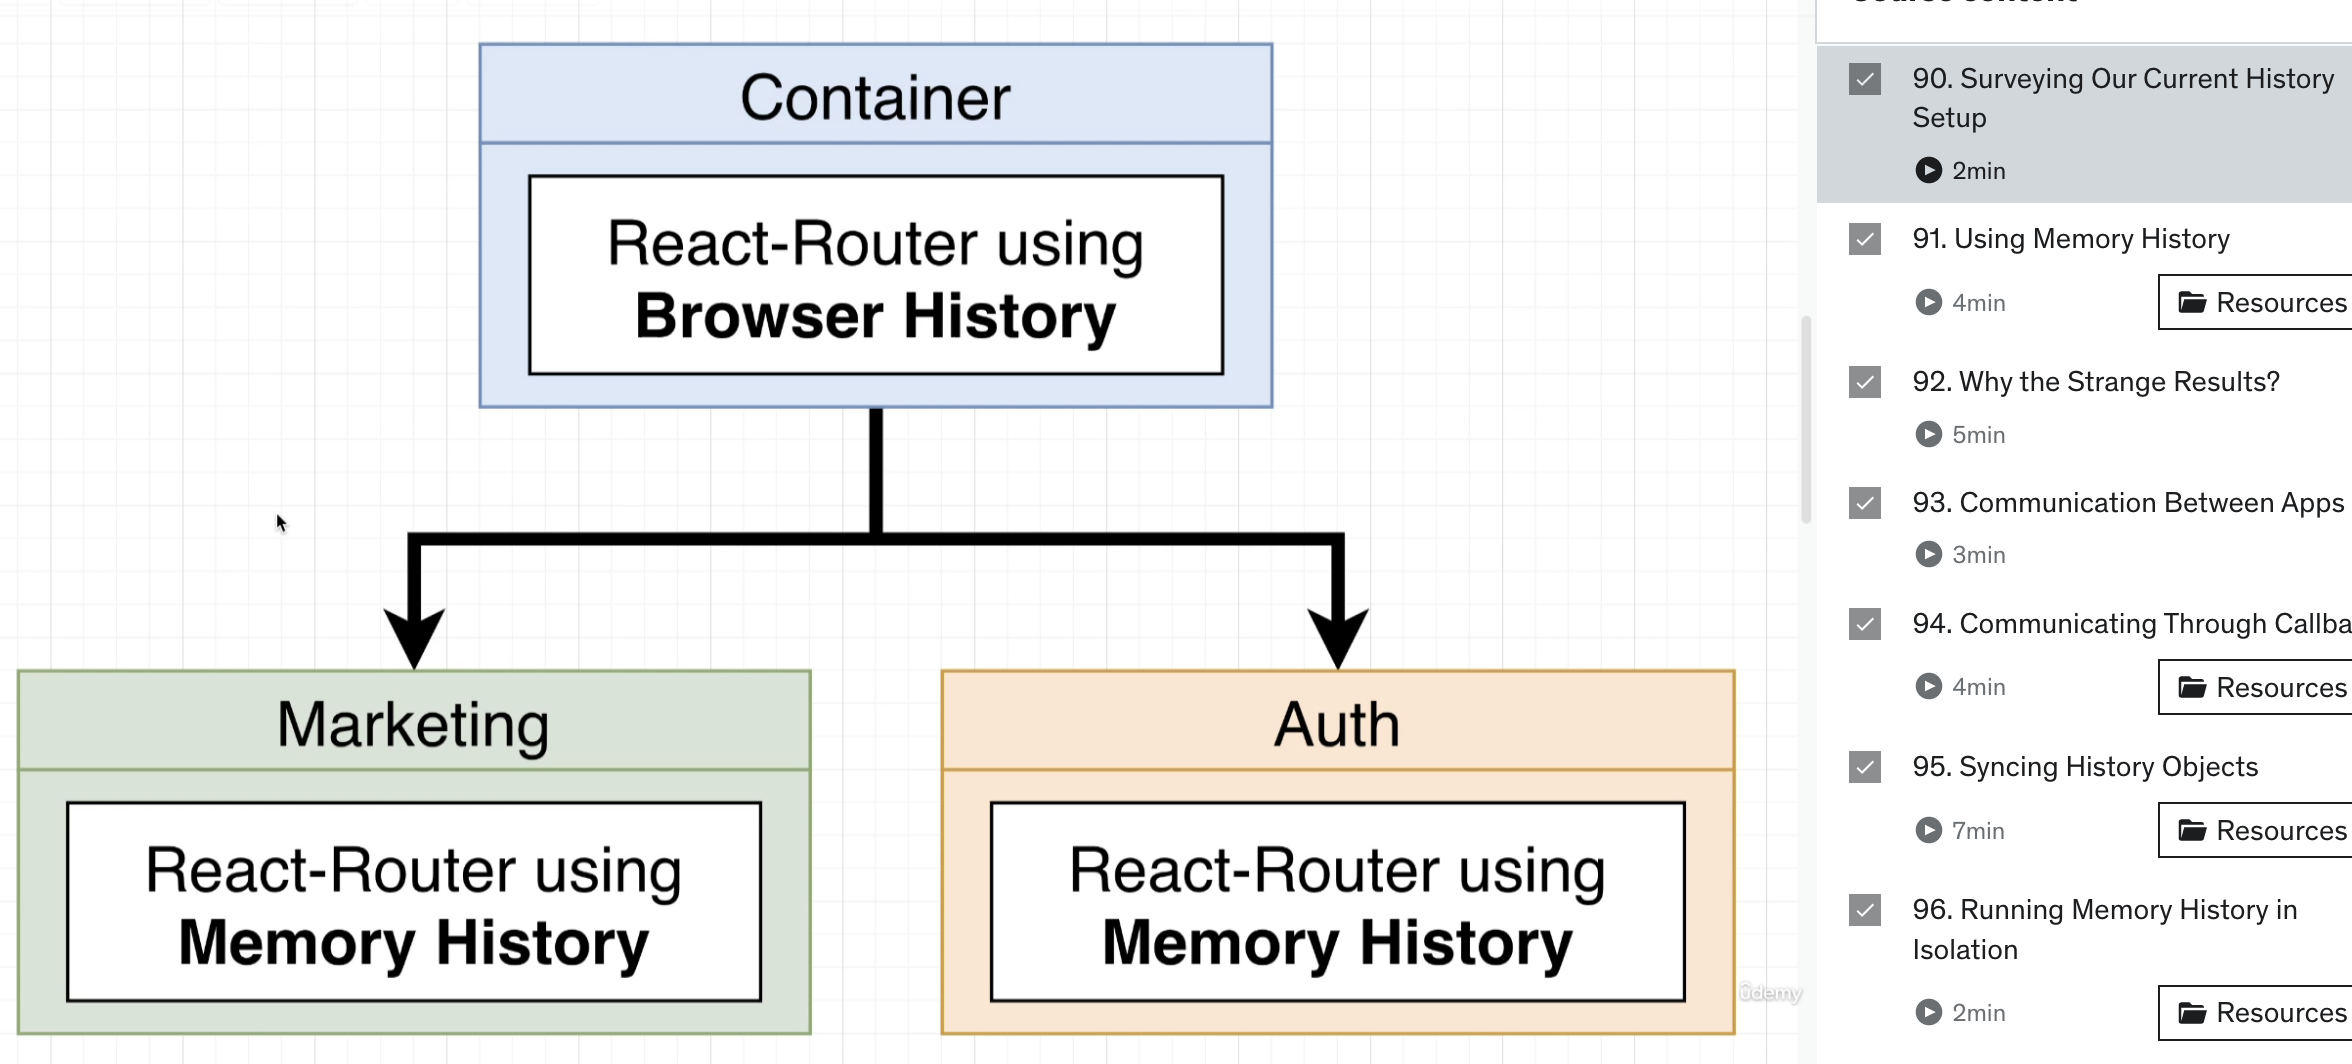 Container
React-Router using
Browser History
Marketing
React-Router using
Memory History
Auth
React-Router using
Memory History
ûdemy
90. Surveying Our Current History
Setup
2min
91. Using Memory History
4min
Resources
92. Why the Strange Results?
5min
93. Communication Between Apps
3min
94. Communicating Through Callba
4min
Resources
95. Syncing History Objects
7min
Resources
96. Running Memory History in
Isolation
2min
Resources